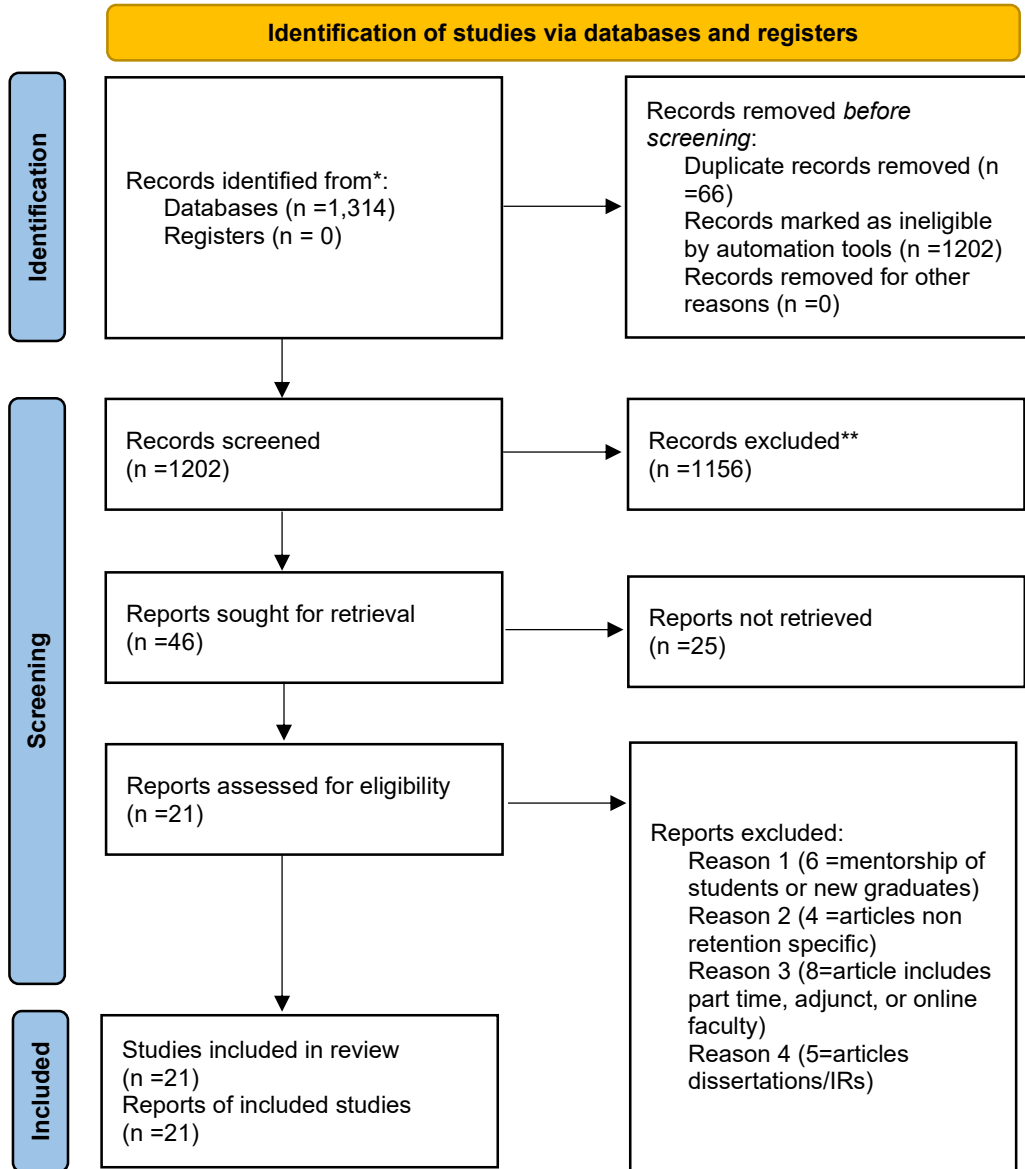 Identification of studies via databases and registers
Identification
Records identified from*:
Databases (n =1,314)
Registers (n = 0)
Records removed before
screening:
Duplicate records removed (n
=66)
Records marked as ineligible
by automation tools (n =1202)
Records removed for other
reasons (n =0)
Screening
Records screened
(n =1202)
Records excluded**
(n =1156)
Reports sought for retrieval
(n =46)
Reports not retrieved
(n =25)
Reports assessed for eligibility
(n =21)
Reports excluded:
Reason 1 (6 =mentorship of
students or new graduates)
Reason 2 (4 =articles non
retention specific)
Reason 3 (8=article includes
part time, adjunct, or online
faculty)
Reason 4 (5=articles
dissertations/IRs)
Included
Studies included in review
(n =21)
Reports of included studies
(n =21)